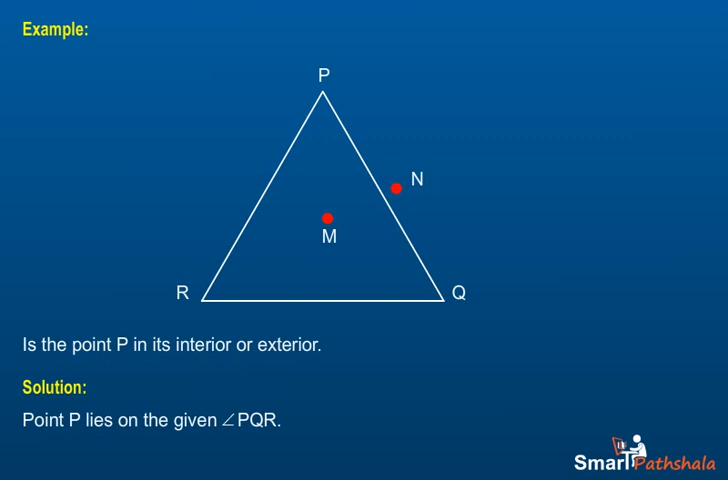 Example:
P
N
M
R
Q
Is the point P in its interior or exterior.
Solution:
Point P lies on the given ∠PQR.
SmarTPathshala